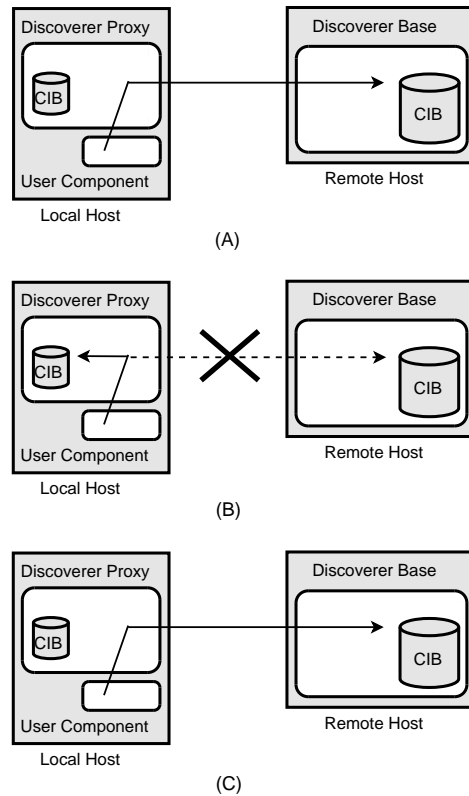 Discoverer Proxy
Discoverer Base
CIB
CIB
User Component
Remote Host
Local Host
(A)
Discoverer Proxy
Discoverer Base
CIB
CIB
User Component
Remote Host
Local Host
(B)
Discoverer Proxy
Discoverer Base
CIB
CIB
User Component
Remote Host
Local Host
(C)